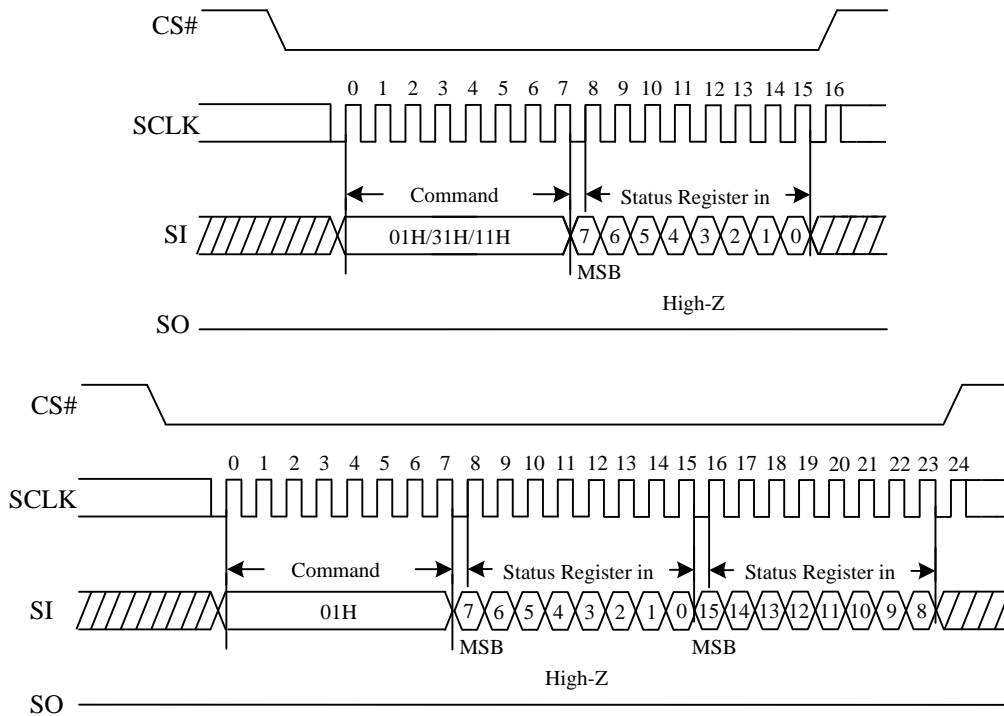 CS#
0 1 2 3 4 5 6 7 8 9 10 11 12 13 14 15 16
SCLK
Command Status Register in
SI 01H/31H/11H 7 6 5 4 3 2 1 0
MSB
High-Z
SO
CS#
0 1 2 3 4 5 6 7 8 9 10 11 12 13 14 15 16 17 18 19 20 21 22 23 24
SCLK
Command Status Register in Status Register in
SI 01H 7 6 5 4 3 2 1 0 15 14 13 12 11 10 9 8
MSB MSB
High-Z
SO